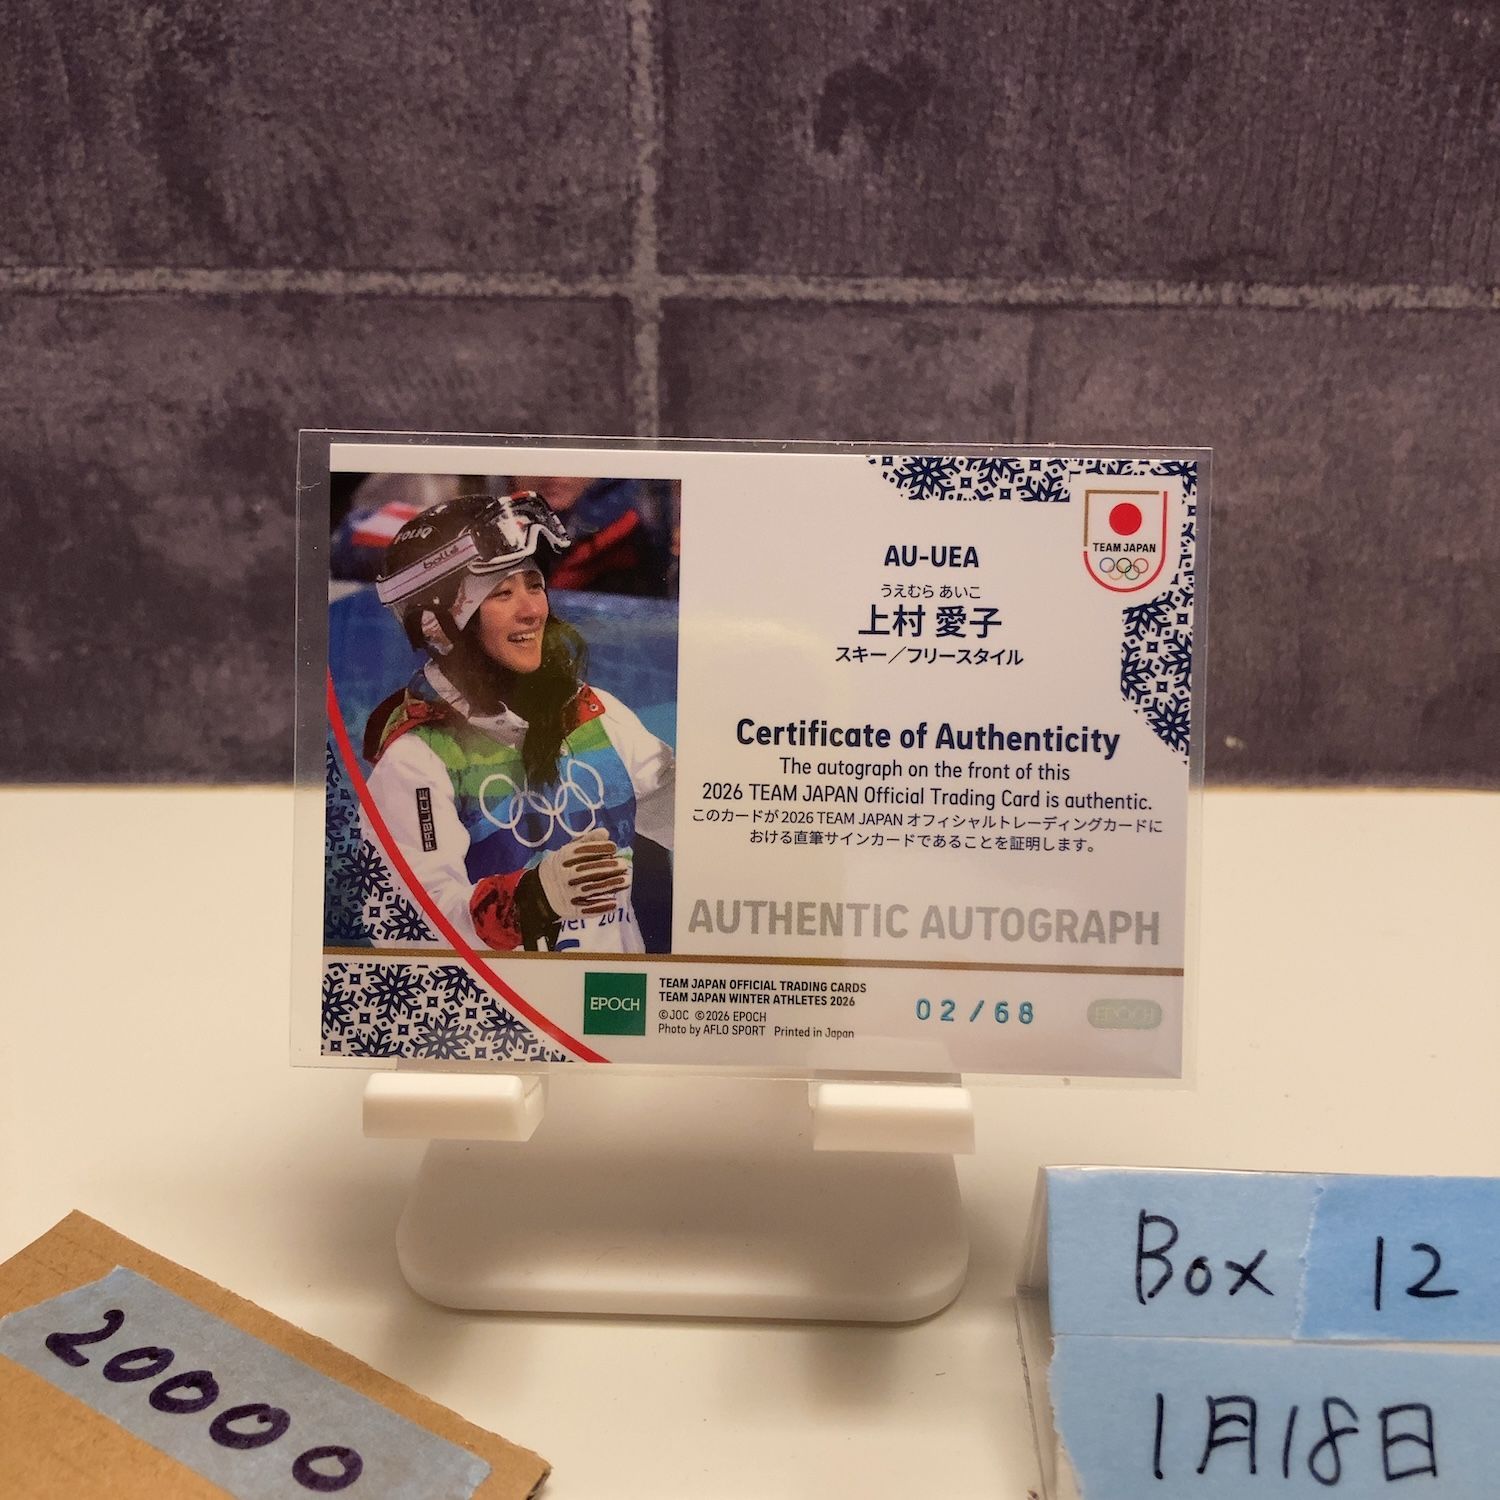 FOLIO
bolle
FABLICE
ver 2010
AU-UEA
うえむら あいこ
上村 愛子
スキー/フリースタイル
TEAM JAPAN
Certificate of Authenticity
The autograph on the front of this
2026 TEAM JAPAN Official Trading Card is authentic.
このカードが2026 TEAM JAPAN オフィシャルトレーディングカードに
おける直筆サインカードであることを証明します。
AUTHENTIC AUTOGRAPH
EPOCH
TEAM JAPAN OFFICIAL TRADING CARDS
TEAM JAPAN WINTER ATHLETES 2026
©JOC ©2026 EPOCH
Photo by AFLO SPORT Printed in Japan
02/68
EPOCH
20000
Box 12
1月18日